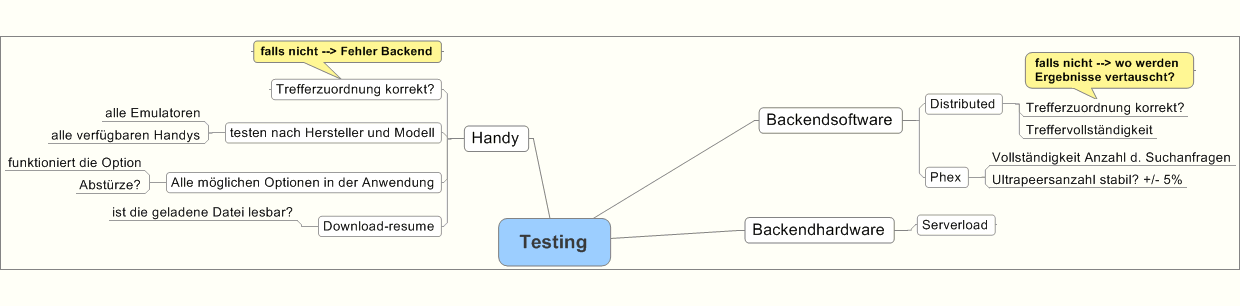 falls nicht --> Fehler Backend
Trefferzuordnung korrekt?
alle Emulatoren
alle verfügbaren Handys
testen nach Hersteller und Modell
Handy
funktioniert die Option
Abstürze?
Alle möglichen Optionen in der Anwendung
ist die geladene Datei lesbar?
Download-resume
Testing
falls nicht --> wo werden
Ergebnisse vertauscht?
Backendsoftware
Distributed
Trefferzuordnung korrekt?
Treffervollständigkeit
Phex
Vollständigkeit Anzahl d. Suchanfragen
Ultrapeersanzahl stabil? +/- 5%
Backendhardware
Serverload